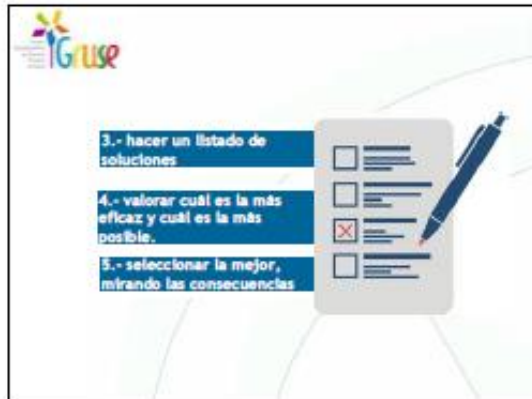 Gruse
3.- hacer un listado de
soluciones
4.- valorar cuál es la más
eficaz y cuál es la más
posible.
5.- seleccionar la mejor,
mirando las consecuencias